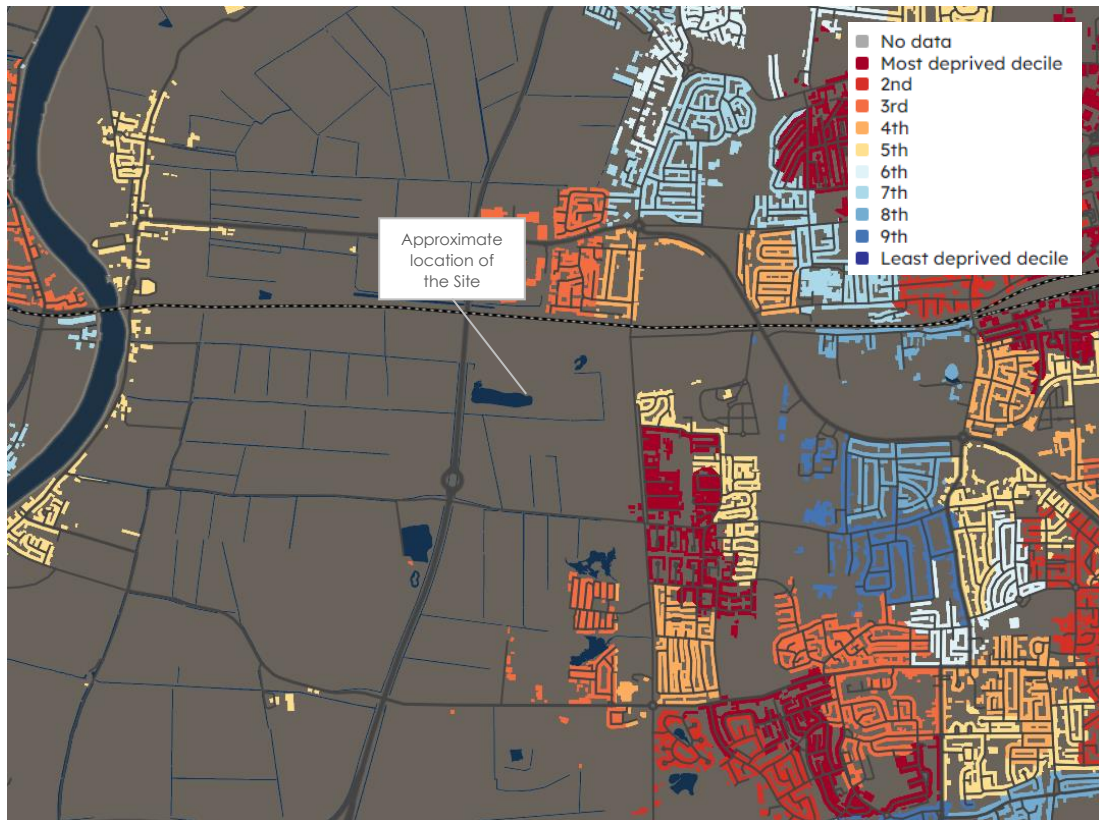 No data
Most deprived decile
2nd
3rd
4th
5th
6th
7th
8th
9th
Least deprived decile
Approximate
location of
the Site